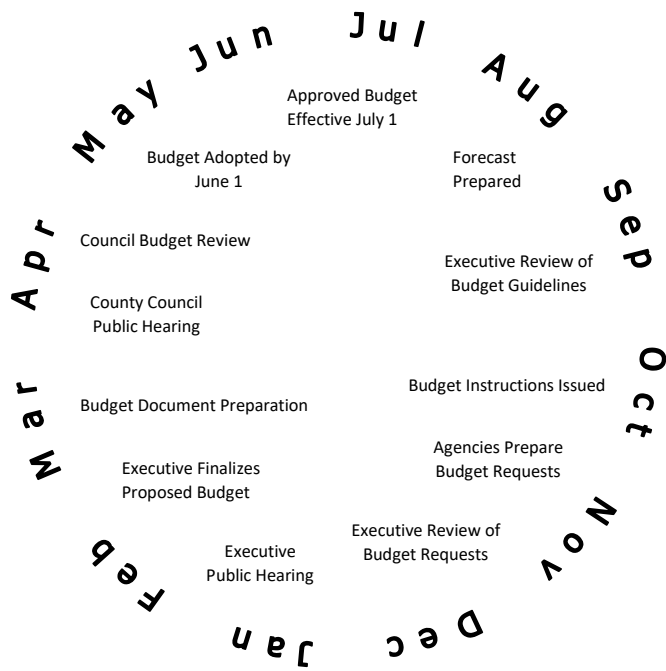 Jul
Aug
Sep
Oct
Nov
Dec
Jan
Feb
Mar
Apr
May
Jun
Approved Budget
Effective July 1
Forecast
Prepared
Executive Review of
Budget Guidelines
Budget Instructions Issued
Agencies Prepare
Budget Requests
Executive Review of
Budget Requests
Executive
Public Hearing
Executive Finalizes
Proposed Budget
Budget Document Preparation
County Council
Public Hearing
Council Budget Review
Budget Adopted by
June 1